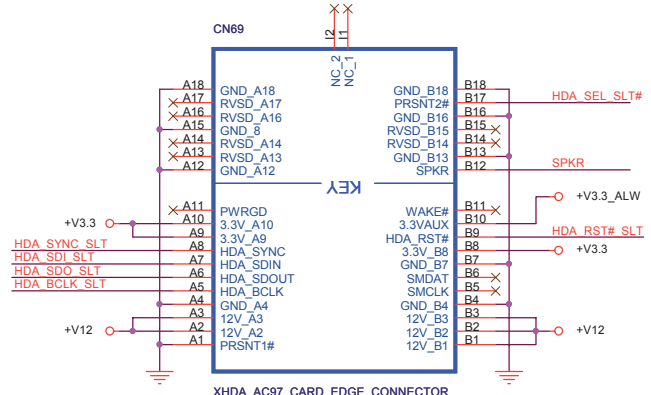 CN69
I2
I1
NC_2
NC_1
A18 GND_A18 GND_B18 B18
A17 RVSD_A17 PRSNT2# B17 HDA_SEL_SLT#
A16 RVSD_A16 GND_B16 B16
A15 GND_8 RVSD_B15 B15
A14 RVSD_A14 RVSD_B14 B14
A13 RVSD_A13 GND_B13 B13
A12 GND_A12 SPKR B12 SPKR
KEY
A11 PWRGD WAKE# B11 +V3.3_ALW
+V3.3 A10 3.3V_A10 3.3VAUX B10
A9 3.3V_A9 HDA_RST# B9 HDA_RST#_SLT
HDA_SYNC_SLT A8 HDA_SYNC 3.3V_B8 B8 +V3.3
HDA_SDI_SLT A7 HDA_SDIN GND_B7 B7
HDA_SDO_SLT A6 HDA_SDOUT SMDAT B6
HDA_BCLK_SLT A5 HDA_BCLK SMCLK B5
A4 GND_A4 GND_B4 B4
A3 12V_A3 12V_B3 B3
+V12 A2 12V_A2 12V_B2 B2 +V12
A1 PRSNT1# 12V_B1 B1
XHDA_AC97_CARD_EDGE_CONNECTOR